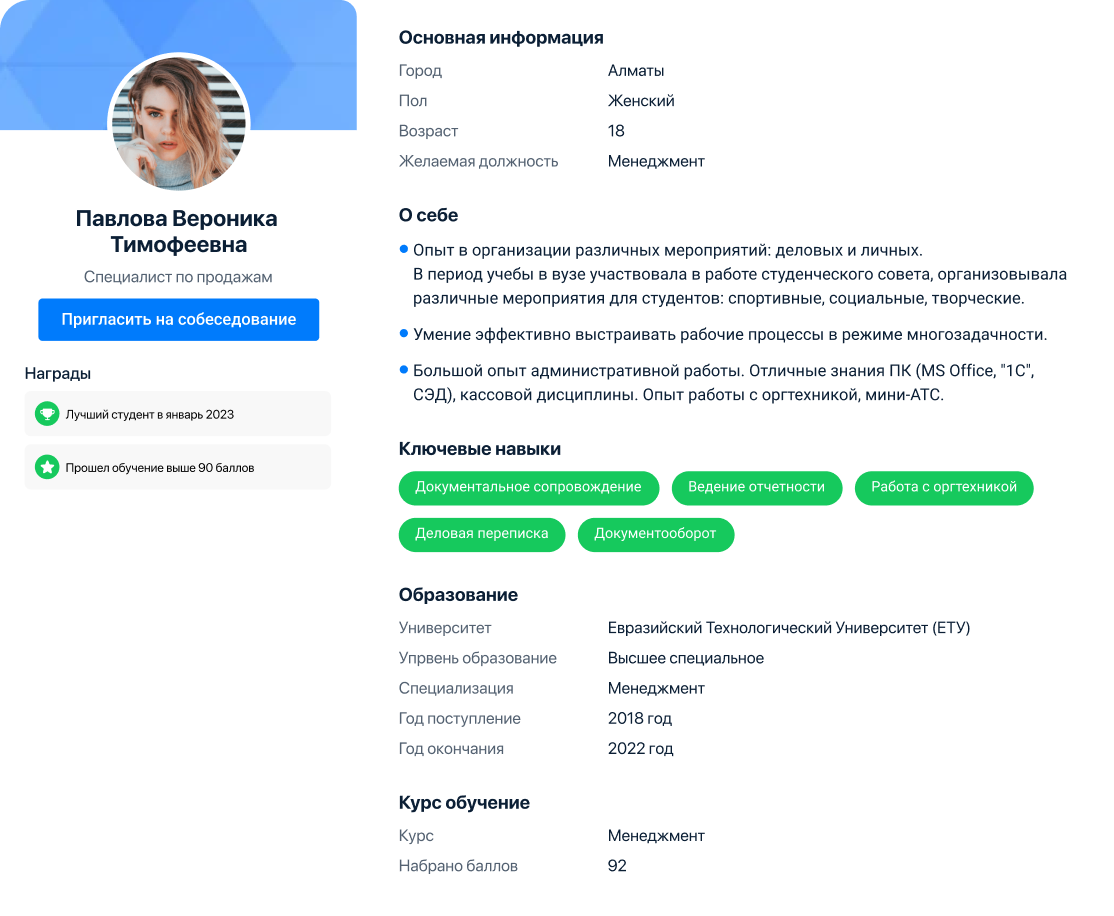 Павлова Вероника
Тимофеевна
Специалист по продажам
Пригласить на собеседование
Награды
Лучший студент в январь 2023
Прошел обучение выше 90 баллов
Основная информация
Город Алматы
Пол Женский
Возраст 18
Желаемая должность Менеджмент
О себе
Опыт в организации различных мероприятий: деловых и личных.
В период учебы в вузе участвовала в работе студенческого совета, организовывала
различные мероприятия для студентов: спортивные, социальные, творческие.
Умение эффективно выстраивать рабочие процессы в режиме многозадачности.
Большой опыт административной работы. Отличные знания ПК (MS Office, "1С",
СЭД), кассовой дисциплины. Опыт работы с оргтехникой, мини-АТС.
Ключевые навыки
Документальное сопровождение Ведение отчетности Работа с оргтехникой
Деловая переписка Документооборот
Образование
Университет Евразийский Технологический Университет (ЕТУ)
Упрвень образование Высшее специальное
Специализация Менеджмент
Год поступление 2018 год
Год окончания 2022 год
Курс обучение
Курс Менеджмент
Набрано баллов 92